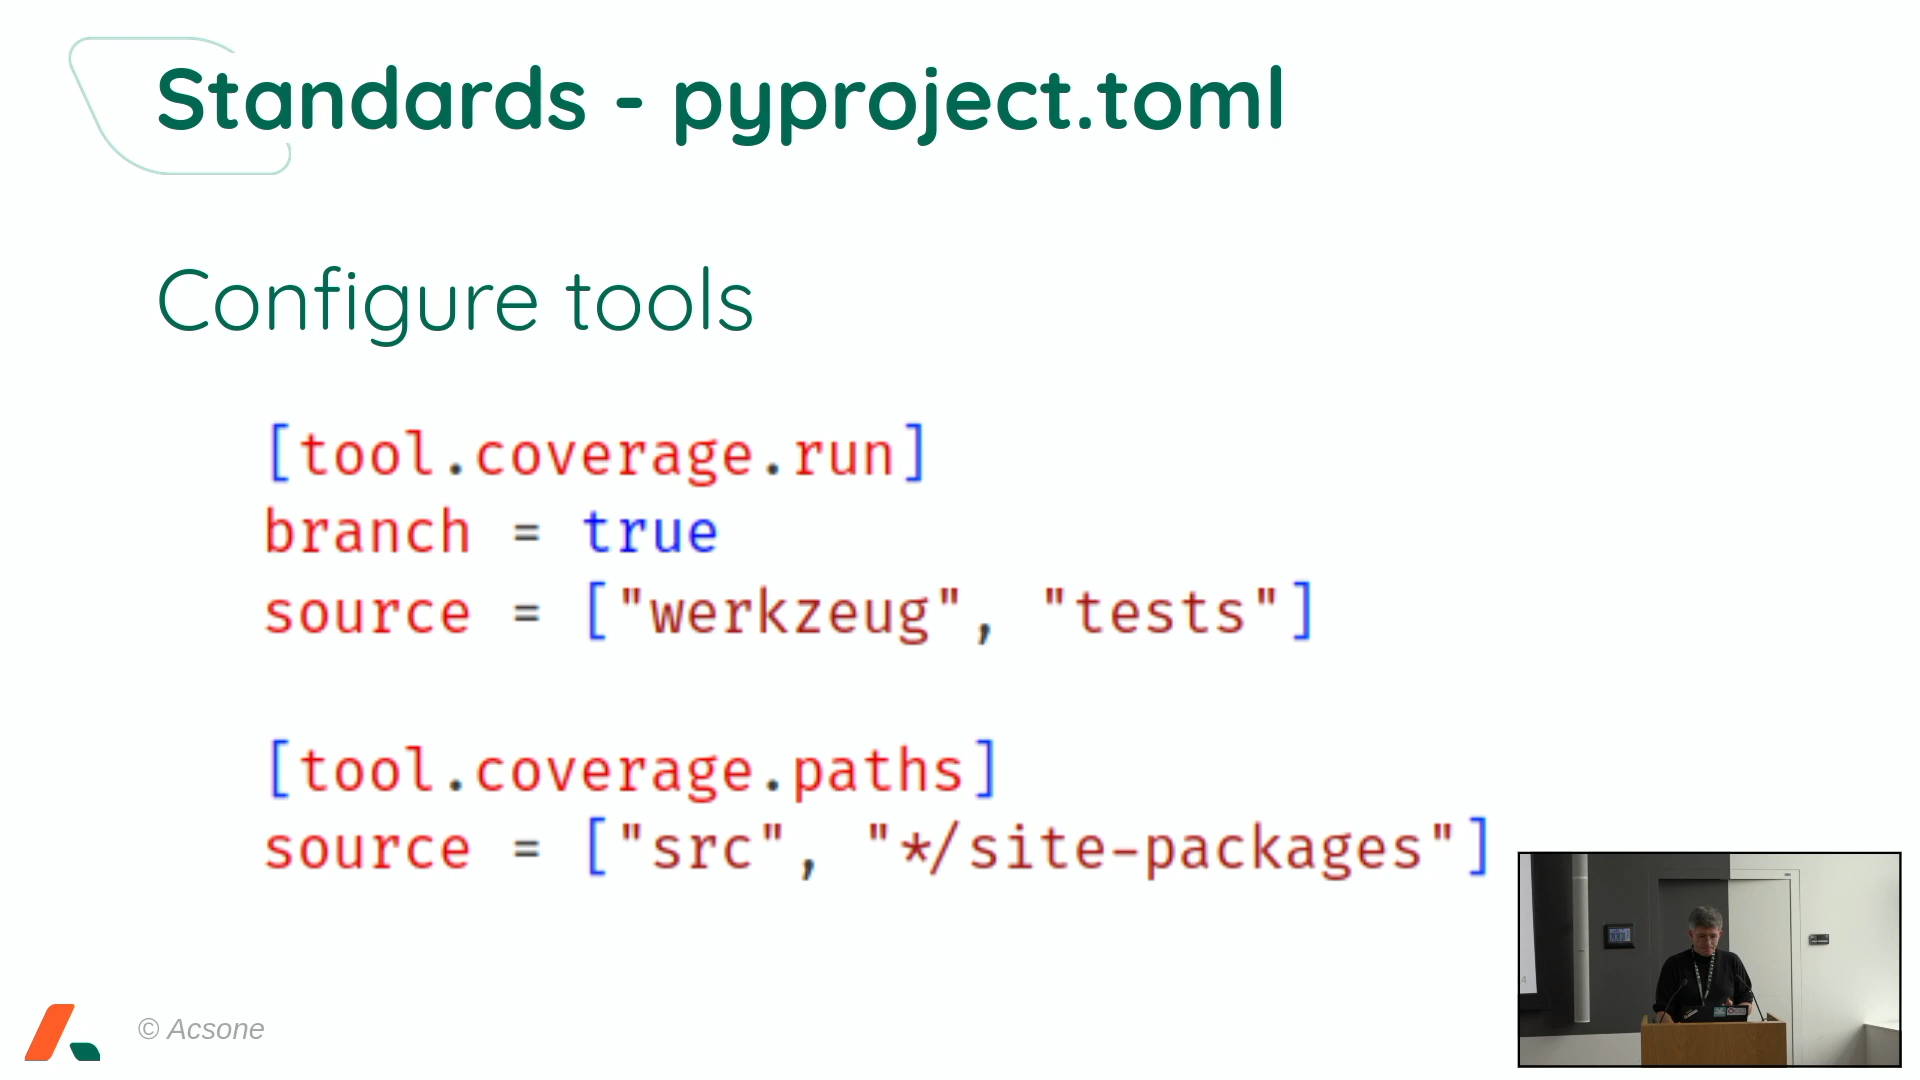 Standards - pyproject.toml
Configure tools
[tool.coverage.run]
branch = true
source = ["werkzeug", "tests"]
[tool.coverage.paths]
source = ["src", "*/site-packages"]
© Acsone